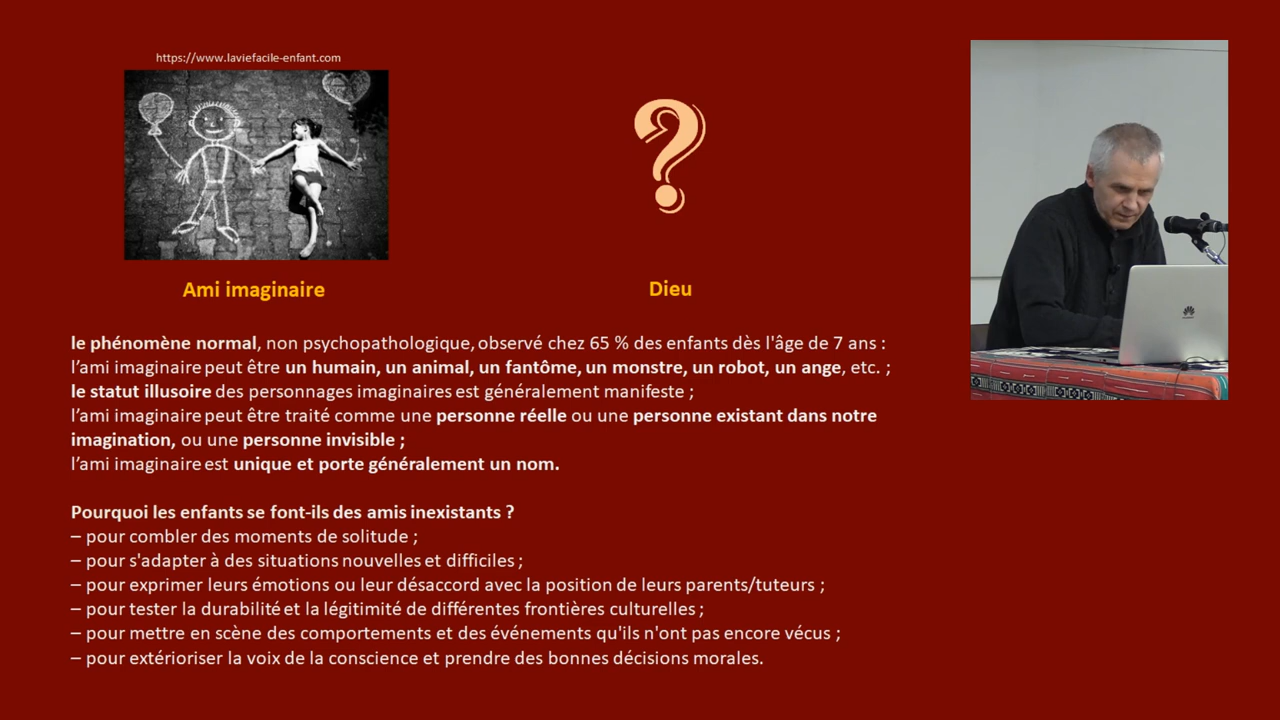 https://www.laviefacile-enfant.com
?
Ami imaginaire
Dieu
le phénomène normal, non psychopathologique, observé chez 65 % des enfants dès l'âge de 7 ans :
l’ami imaginaire peut être un humain, un animal, un fantôme, un monstre, un robot, un ange, etc. ;
le statut illusoire des personnages imaginaires est généralement manifeste ;
l’ami imaginaire peut être traité comme une personne réelle ou une personne existant dans notre
imagination, ou une personne invisible ;
l’ami imaginaire est unique et porte généralement un nom.
Pourquoi les enfants se font-ils des amis inexistants ?
– pour combler des moments de solitude ;
– pour s'adapter à des situations nouvelles et difficiles ;
– pour exprimer leurs émotions ou leur désaccord avec la position de leurs parents/tuteurs ;
– pour tester la durabilité et la légitimité de différentes frontières culturelles ;
– pour mettre en scène des comportements et des événements qu'ils n'ont pas encore vécus ;
– pour extérioriser la voix de la conscience et prendre des bonnes décisions morales.